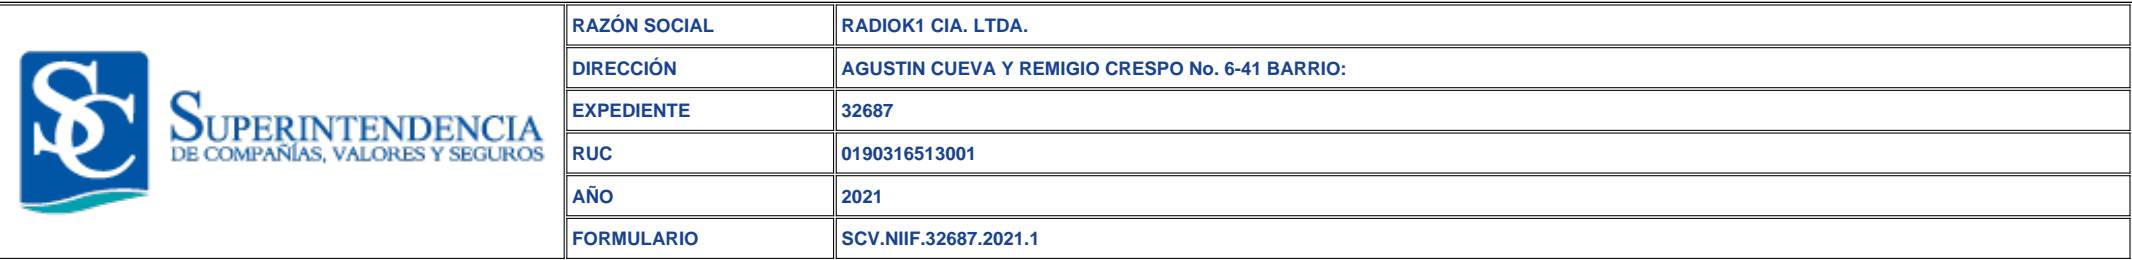 SC
SUPERINTENDENCIA
DE COMPAÑÍAS, VALORES Y SEGUROS
RAZÓN SOCIAL RADIOK1 CIA. LTDA.
DIRECCIÓN AGUSTIN CUEVA Y REMIGIO CRESPO No. 6-41 BARRIO:
EXPEDIENTE 32687
RUC 0190316513001
AÑO 2021
FORMULARIO SCV.NIIF.32687.2021.1